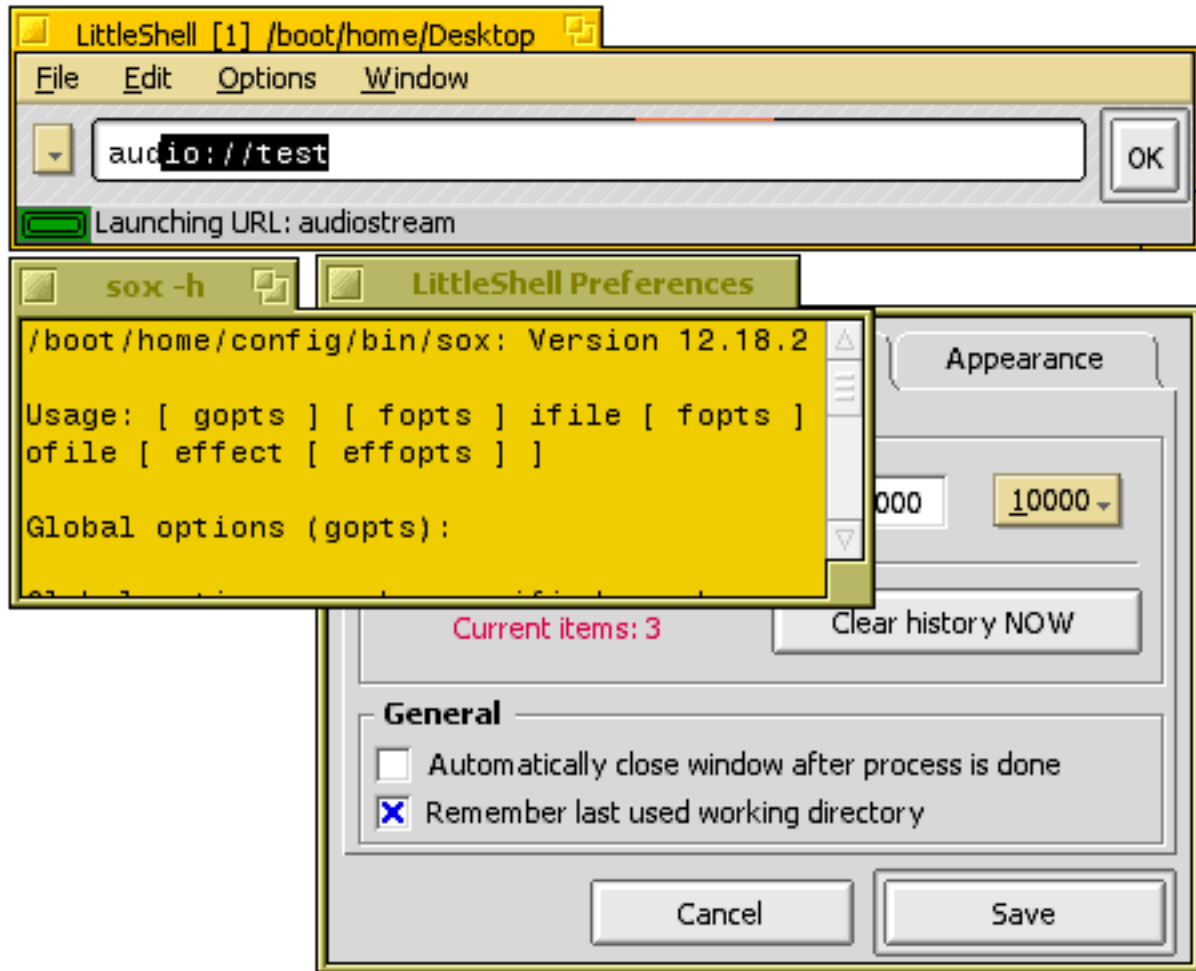 LittleShell [1] /boot/home/Desktop
File Edit Options Window
audio://test
OK
Launching URL: audiostream
sox -h
LittleShell Preferences
/boot/home/config/bin/sox: Version 12.18.2
Usage: [ gopts ] [ fopts ] ifile [ fopts ]
ofile [ effect [ effopts ] ]
Global options (gopts):
Appearance
000
10000
Current items: 3
Clear history NOW
General
Automatically close window after process is done
Remember last used working directory
Cancel
Save